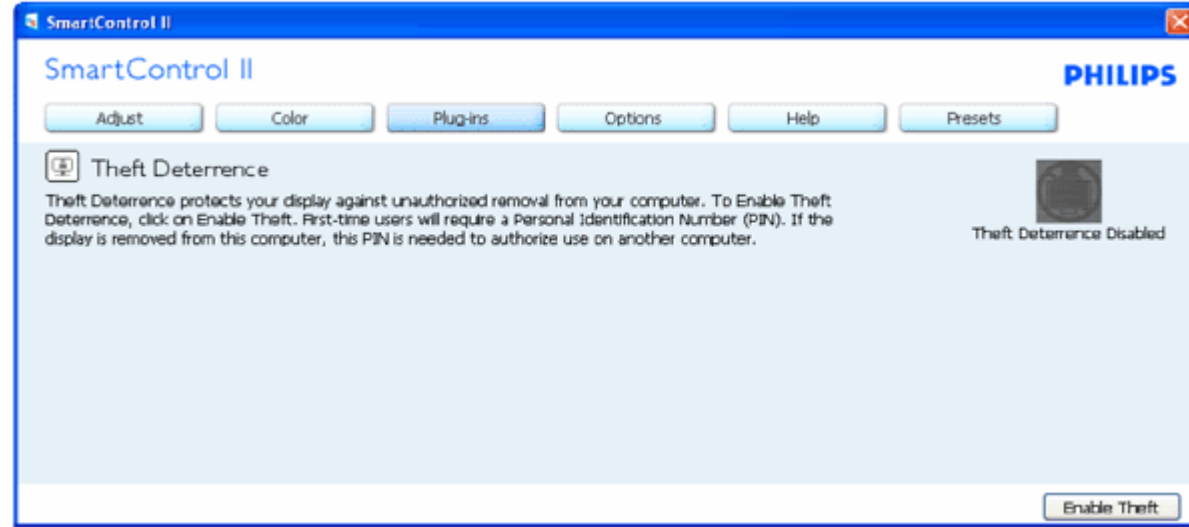 SmartControl II
SmartControl II
PHILIPS
Adjust Color Plug-ins Options Help Presets
Theft Deterrence
Theft Deterrence protects your display against unauthorized removal from your computer. To Enable Theft
Deterrence, click on Enable Theft. First-time users will require a Personal Identification Number (PIN). If the
display is removed from this computer, this PIN is needed to authorize use on another computer.
Theft Deterrence Disabled
Enable Theft